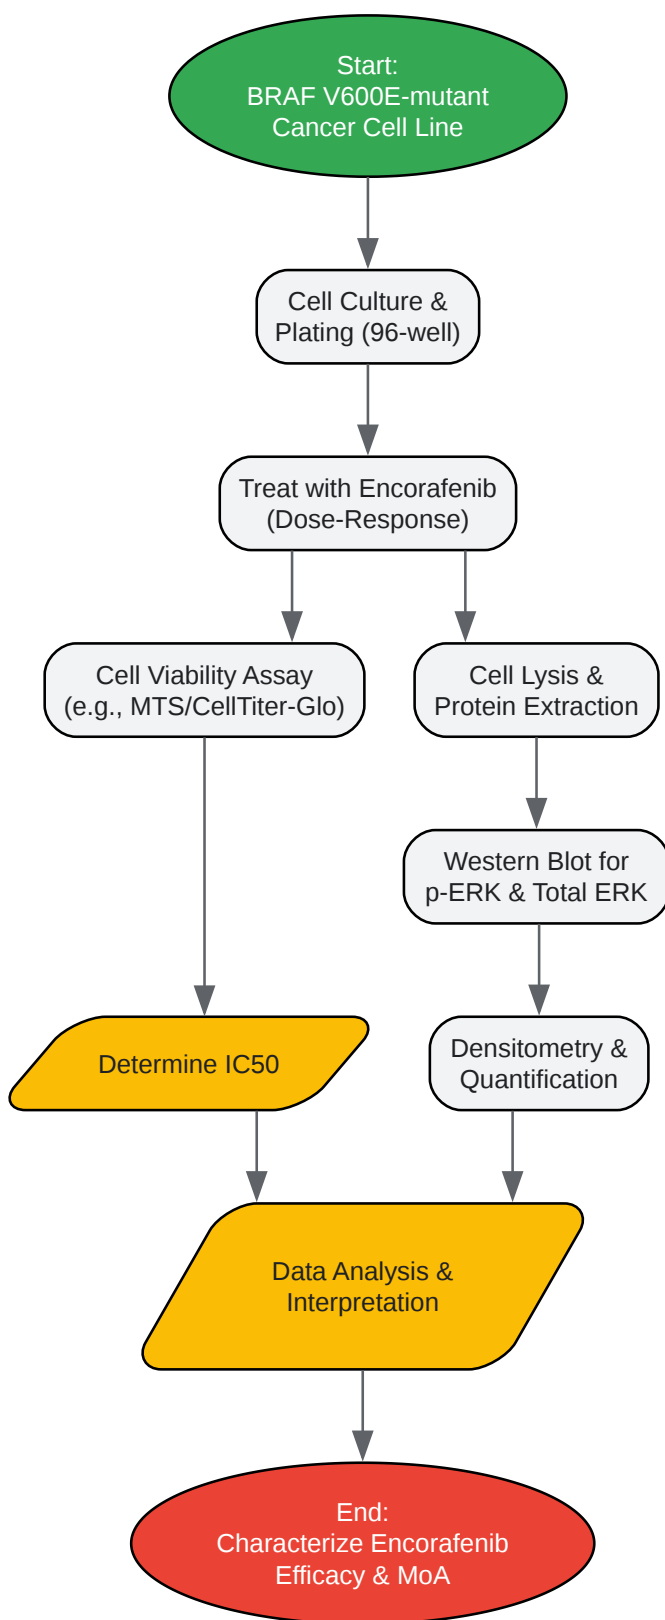 Start:
BRAF V600E-mutant
Cancer Cell Line
Cell Culture &
Plating (96-well)
Treat with Encorafenib
(Dose-Response)
Cell Viability Assay
(e.g., MTS/CellTiter-Glo)
Cell Lysis &
Protein Extraction
Western Blot for
p-ERK & Total ERK
Determine IC50
Densitometry &
Quantification
Data Analysis &
Interpretation
End:
Characterize Encorafenib
Efficacy & MoA